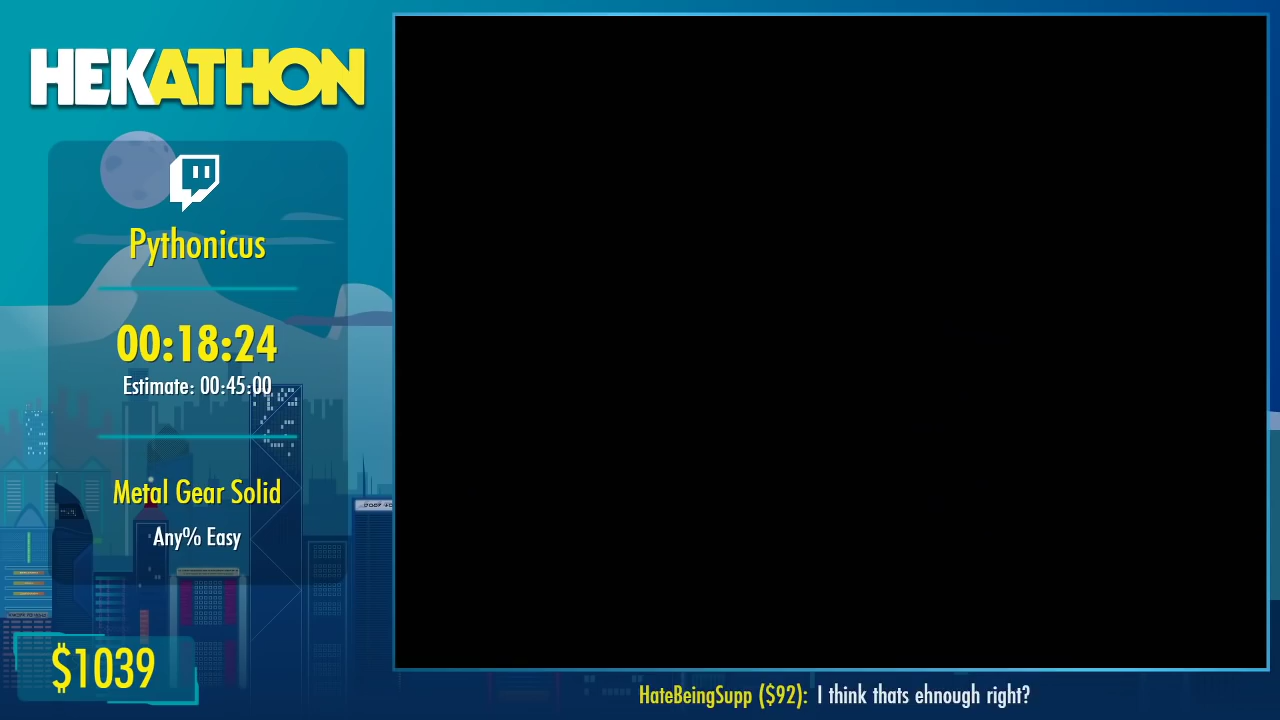 HEKATHON
Pythonicus
00:18:24
Estimate: 00:45:00
Metal Gear Solid
Any% Easy
$1039
HateBeingSupp ($92): I think thats ehnough right?